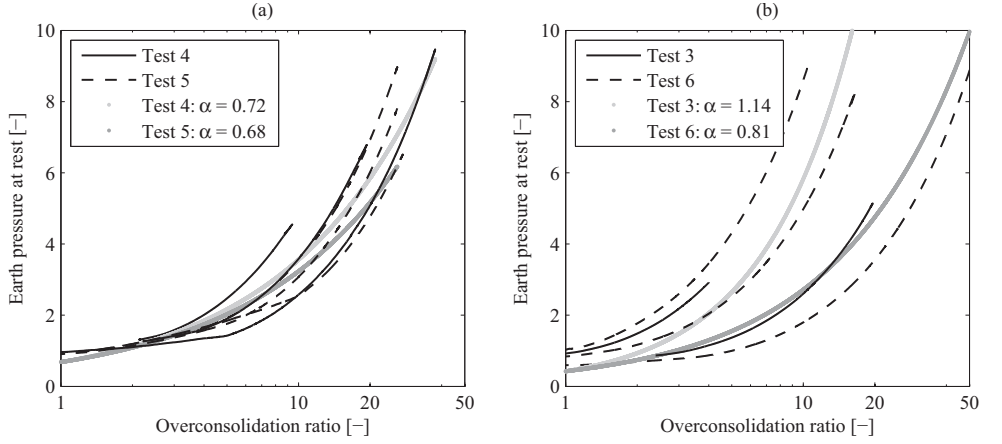 (a)
Earth pressure at rest [−]
10
8
6
4
2
0
Test 4
Test 5
Test 4: α = 0.72
Test 5: α = 0.68
1
10
20
50
Overconsolidation ratio [−]
(b)
Earth pressure at rest [−]
10
8
6
4
2
0
Test 3
Test 6
Test 3: α = 1.14
Test 6: α = 0.81
1
10
20
50
Overconsolidation ratio [−]